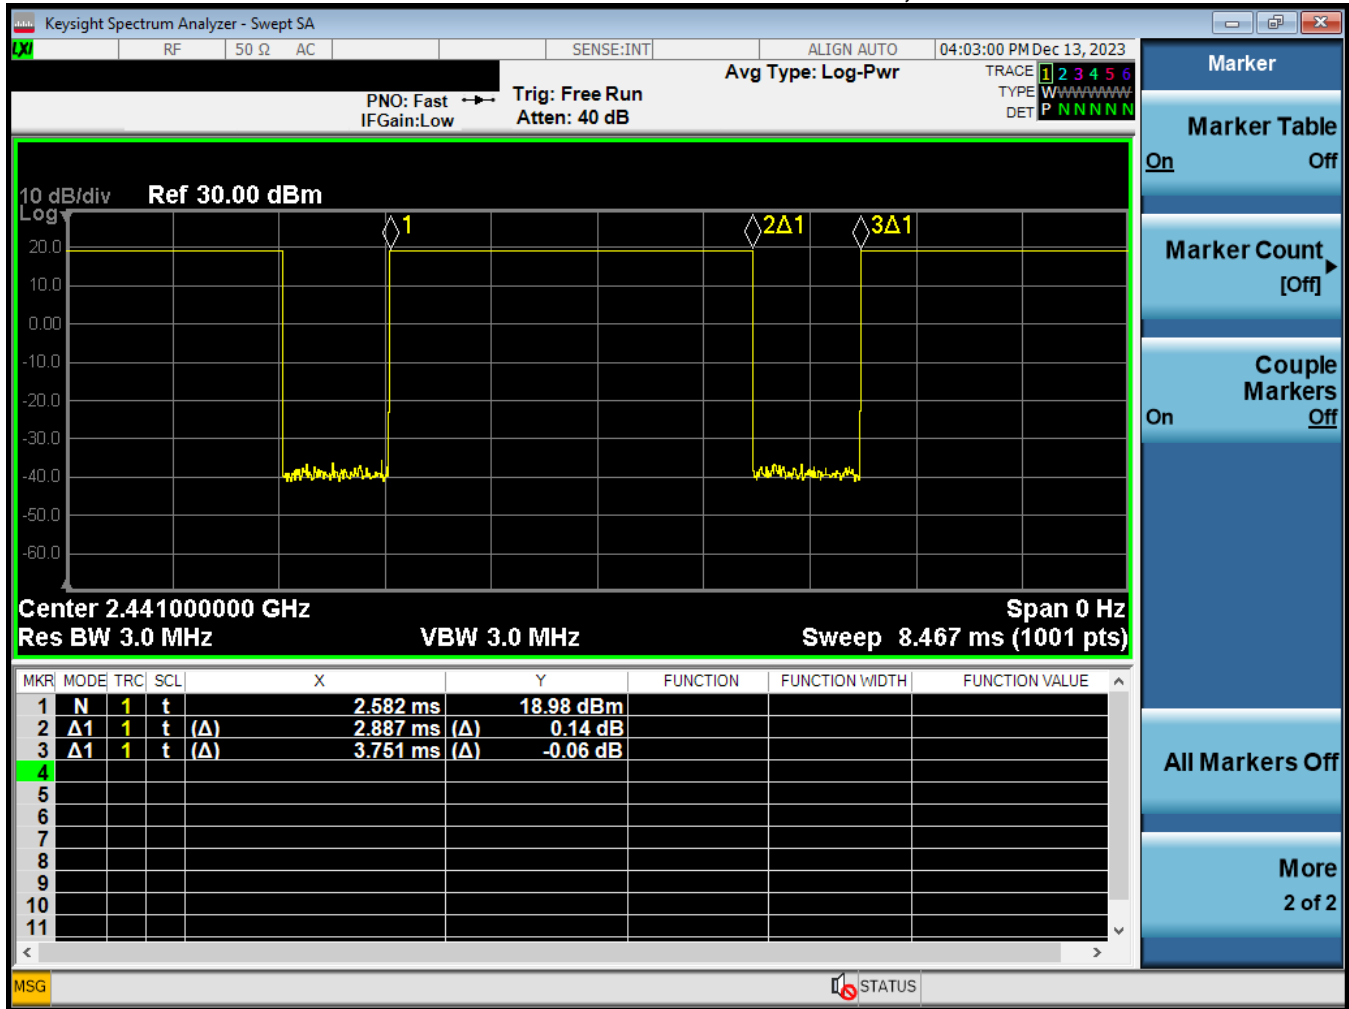 Keysight Spectrum Analyzer - Swept SA
LXI RF 50 Ω AC SENSE:INT ALIGN AUTO 04:03:00 PM Dec 13, 2023
Avg Type: Log-Pwr TRACE 1 2 3 4 5 6
PNO: Fast Trig: Free Run TYPE WWWWWW
IFGain:Low Atten: 40 dB DET P N N N N N
10 dB/div Ref 30.00 dBm
Log
1 2Δ1 3Δ1
20.0
10.0
0.00
-10.0
-20.0
-30.0
-40.0
-50.0
-60.0
Center 2.441000000 GHz Span 0 Hz
Res BW 3.0 MHz VBW 3.0 MHz Sweep 8.467 ms (1001 pts)
MKR MODE TRC SCL X Y FUNCTION FUNCTION WIDTH FUNCTION VALUE
1 N 1 t 2.582 ms 18.98 dBm
2 Δ1 1 t (Δ) 2.887 ms (Δ) 0.14 dB
3 Δ1 1 t (Δ) 3.751 ms (Δ) -0.06 dB
4
5
6
7
8
9
10
11
MSG STATUS
Marker
Marker Table
On Off
Marker Count
[Off]
Couple
Markers
On Off
All Markers Off
More
2 of 2